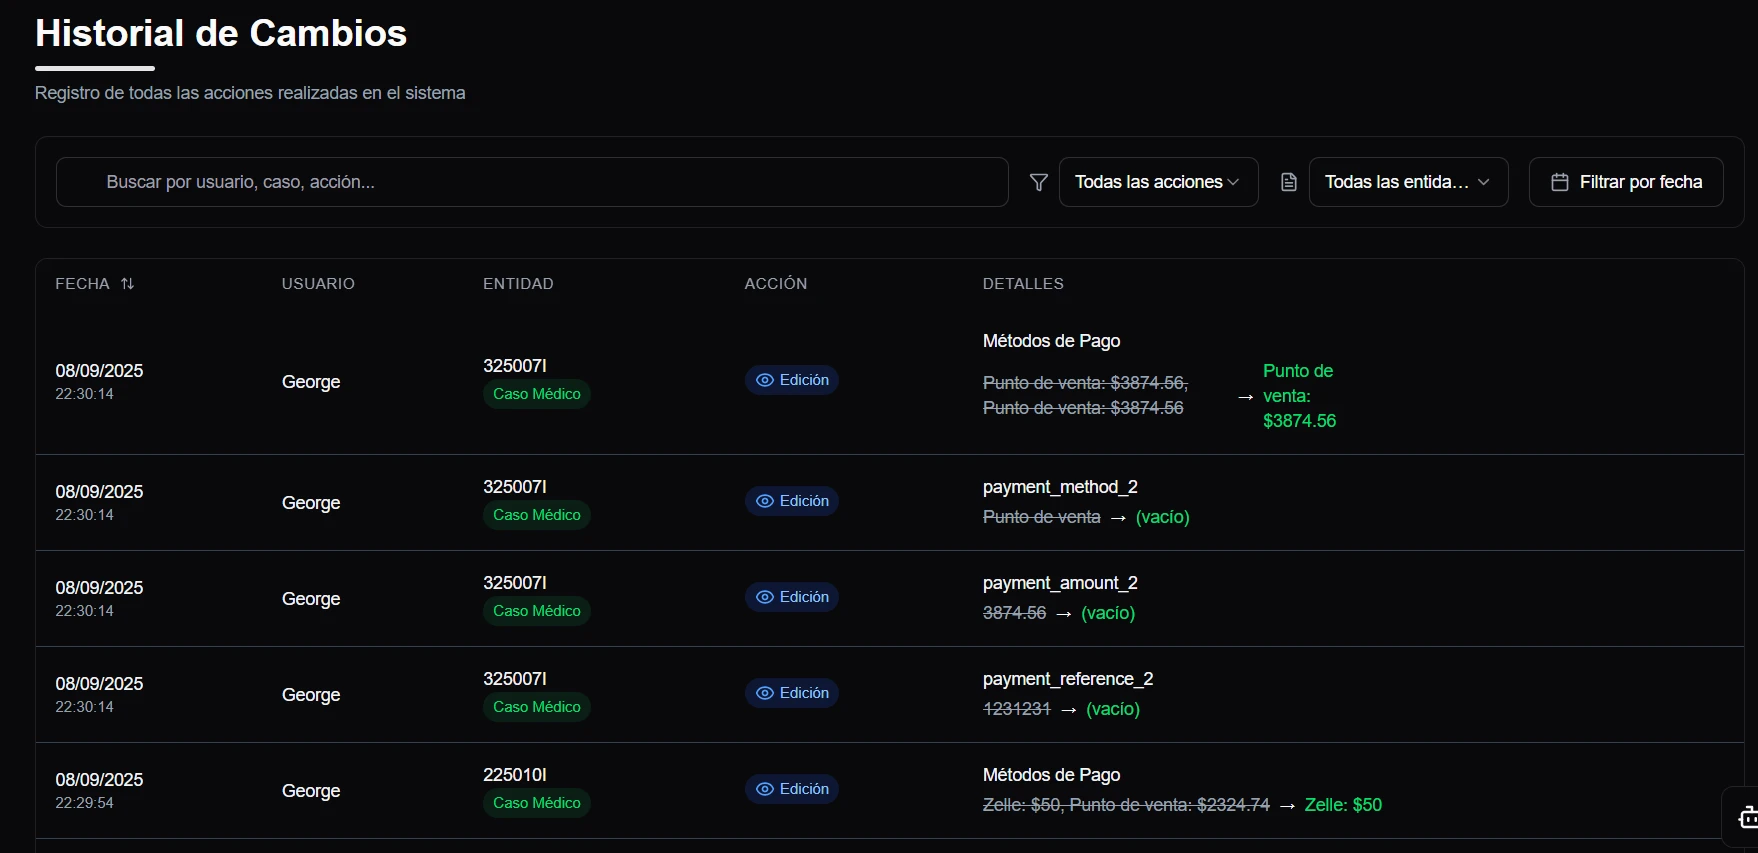 Historial de Cambios
Registro de todas las acciones realizadas en el sistema
Buscar por usuario, caso, acción...
Todas las acciones
Todas las entida...
Filtrar por fecha
FECHA USUARIO ENTIDAD ACCIÓN DETALLES
08/09/2025
22:30:14
George
325007I
Caso Médico
Edición
Métodos de Pago
Punto de venta: $3874.56,
Punto de venta: $3874.56
→
Punto de
venta:
$3874.56
08/09/2025
22:30:14
George
325007I
Caso Médico
Edición
payment_method_2
Punto de venta → (vacío)
08/09/2025
22:30:14
George
325007I
Caso Médico
Edición
payment_amount_2
3874.56 → (vacío)
08/09/2025
22:30:14
George
325007I
Caso Médico
Edición
payment_reference_2
1231231 → (vacío)
08/09/2025
22:29:54
George
225010I
Caso Médico
Edición
Métodos de Pago
Zelle: $50, Punto de venta: $2324.74 → Zelle: $50